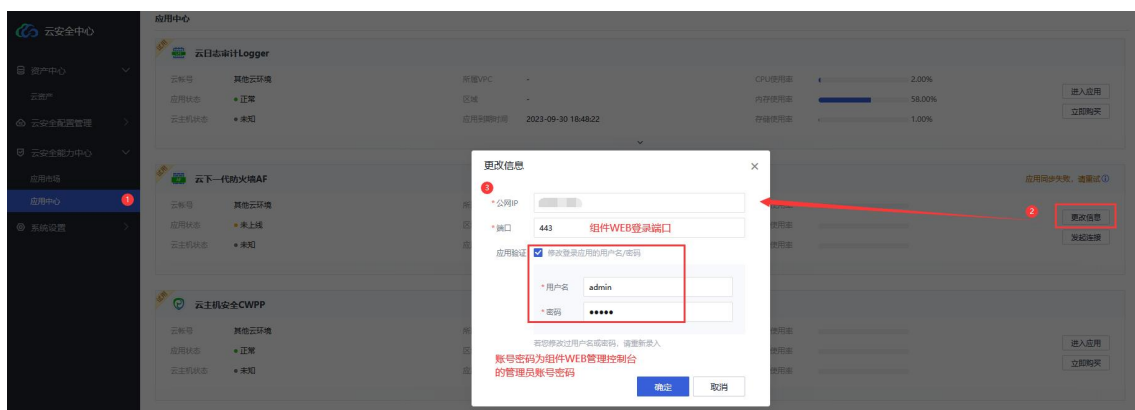 应用中心
云安全中心
云日志审计Logger
资产中心
云账号 其他云环境 所属VPC - CPU使用率 2.00%
云资产
应用状态 正常 区域 - 内存使用率 58.00% 进入应用
云安全配置管理
云主机状态 未知 应用到期时间 2023-09-30 18:48:22 存储使用率 1.00% 立即购买
云安全能力中心
更改信息
应用市场
云下一代防火墙AF
应用同步失败,请重试
应用中心 1
3
云账号 其他云环境
* 公网IP
2 更改信息
系统设置
应用状态 未上线
* 端口 443 组件WEB登录端口
发起连接
云主机状态 未知
应用验证 修改登录应用的用户名/密码
* 用户名 admin
云主机安全CWPP
* 密码 •••••
云账号 其他云环境
若您修改过用户名或密码,请重新录入
应用状态 正常
进入应用
账号密码为组件WEB管理控制台
的管理员账号密码
云主机状态 未知
立即购买
确定 取消